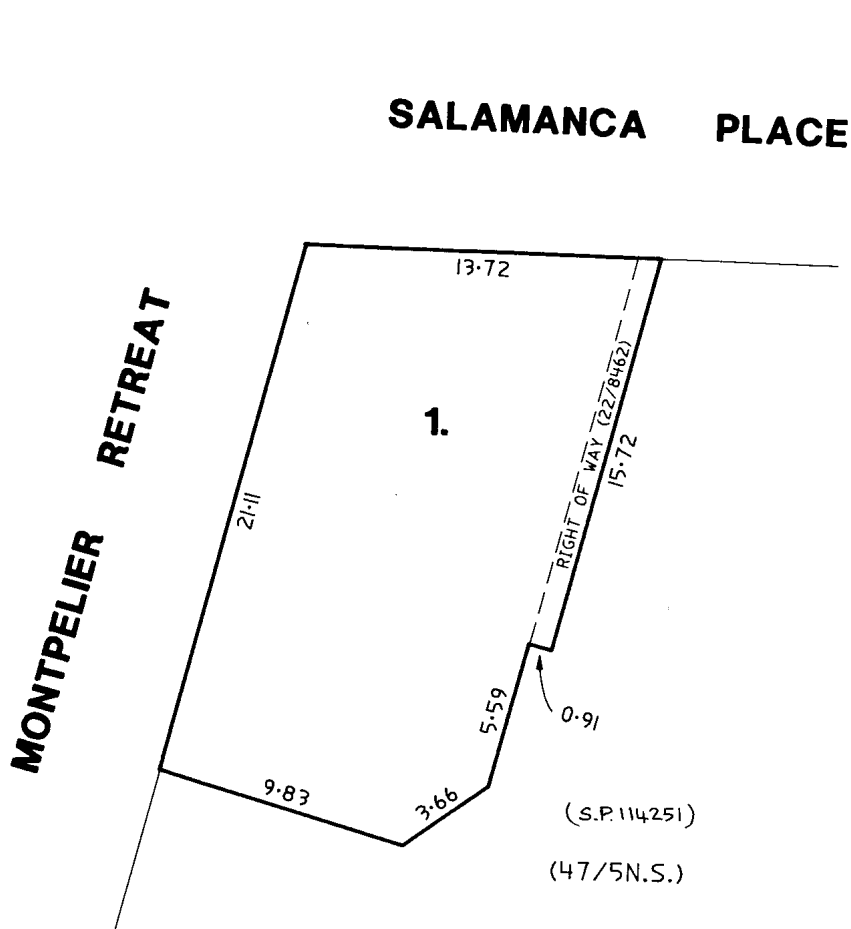 SALAMANCA PLACE
13·72
MONTPELIER RETREAT
1.
RIGHT OF WAY (22/8462)
15·72
21·11
5·59
0·91
9·83
3·66
(S.P. 114251)
(47/5N.S.)